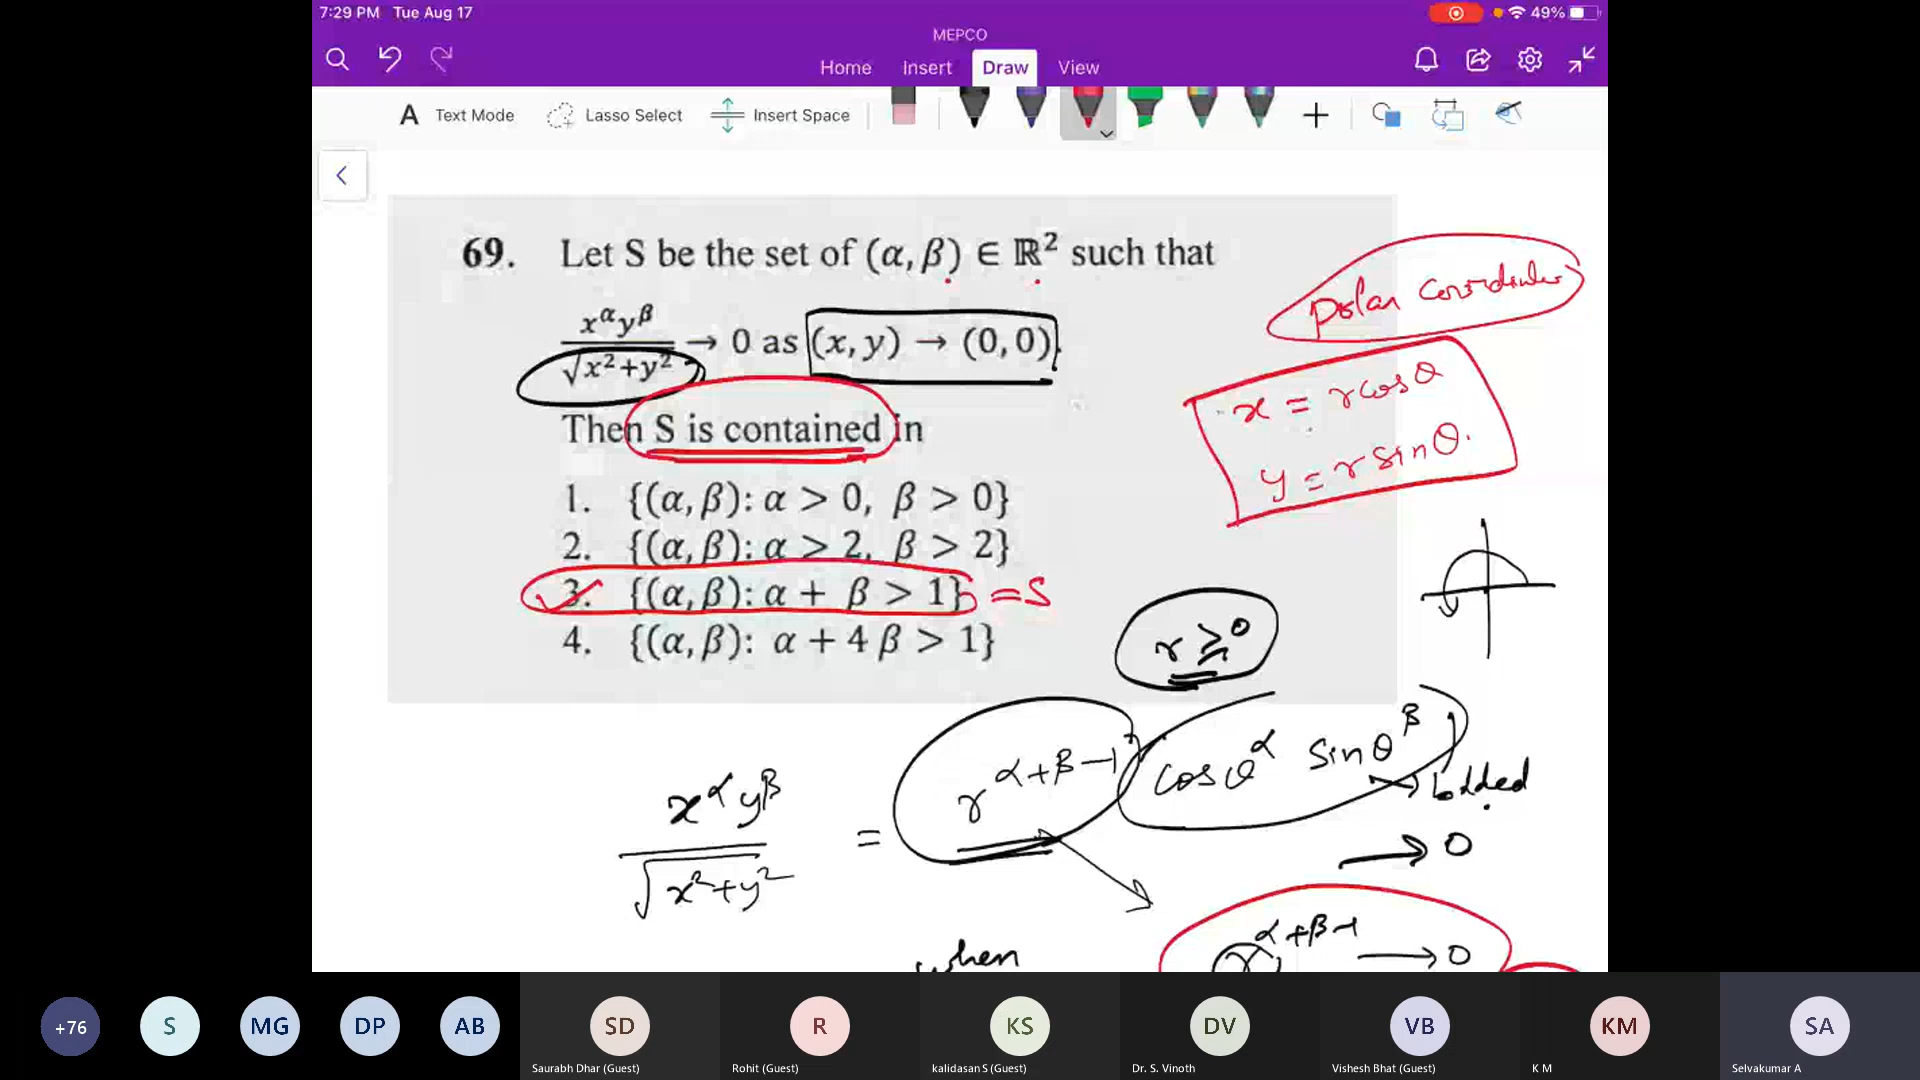 7:29 PM Tue Aug 17
49%
MEPCO
Home Insert Draw View
A Text Mode Lasso Select Insert Space
69. Let S be the set of (α, β) ∈ ℝ² such that
x^α y^β / √x²+y² → 0 as (x, y) → (0, 0).
Then S is contained in
1. {(α, β): α > 0, β > 0}
2. {(α, β): α > 2, β > 2}
3. {(α, β): α + β > 1} = S
4. {(α, β): α + 4 β > 1}
polar coordinates
x = r cos θ
y = r sin θ.
r ≥ 0
x^α y^β / √x²+y² = r^α+β-1 cos θ^α sin θ^β
→ bdded
→ 0
r^α+β-1 → 0
when
+76 S MG DP AB SD R KS DV VB KM SA
Saurabh Dhar (Guest) Rohit (Guest) kalidasan S (Guest) Dr. S. Vinoth Vishesh Bhat (Guest) K M Selvakumar A